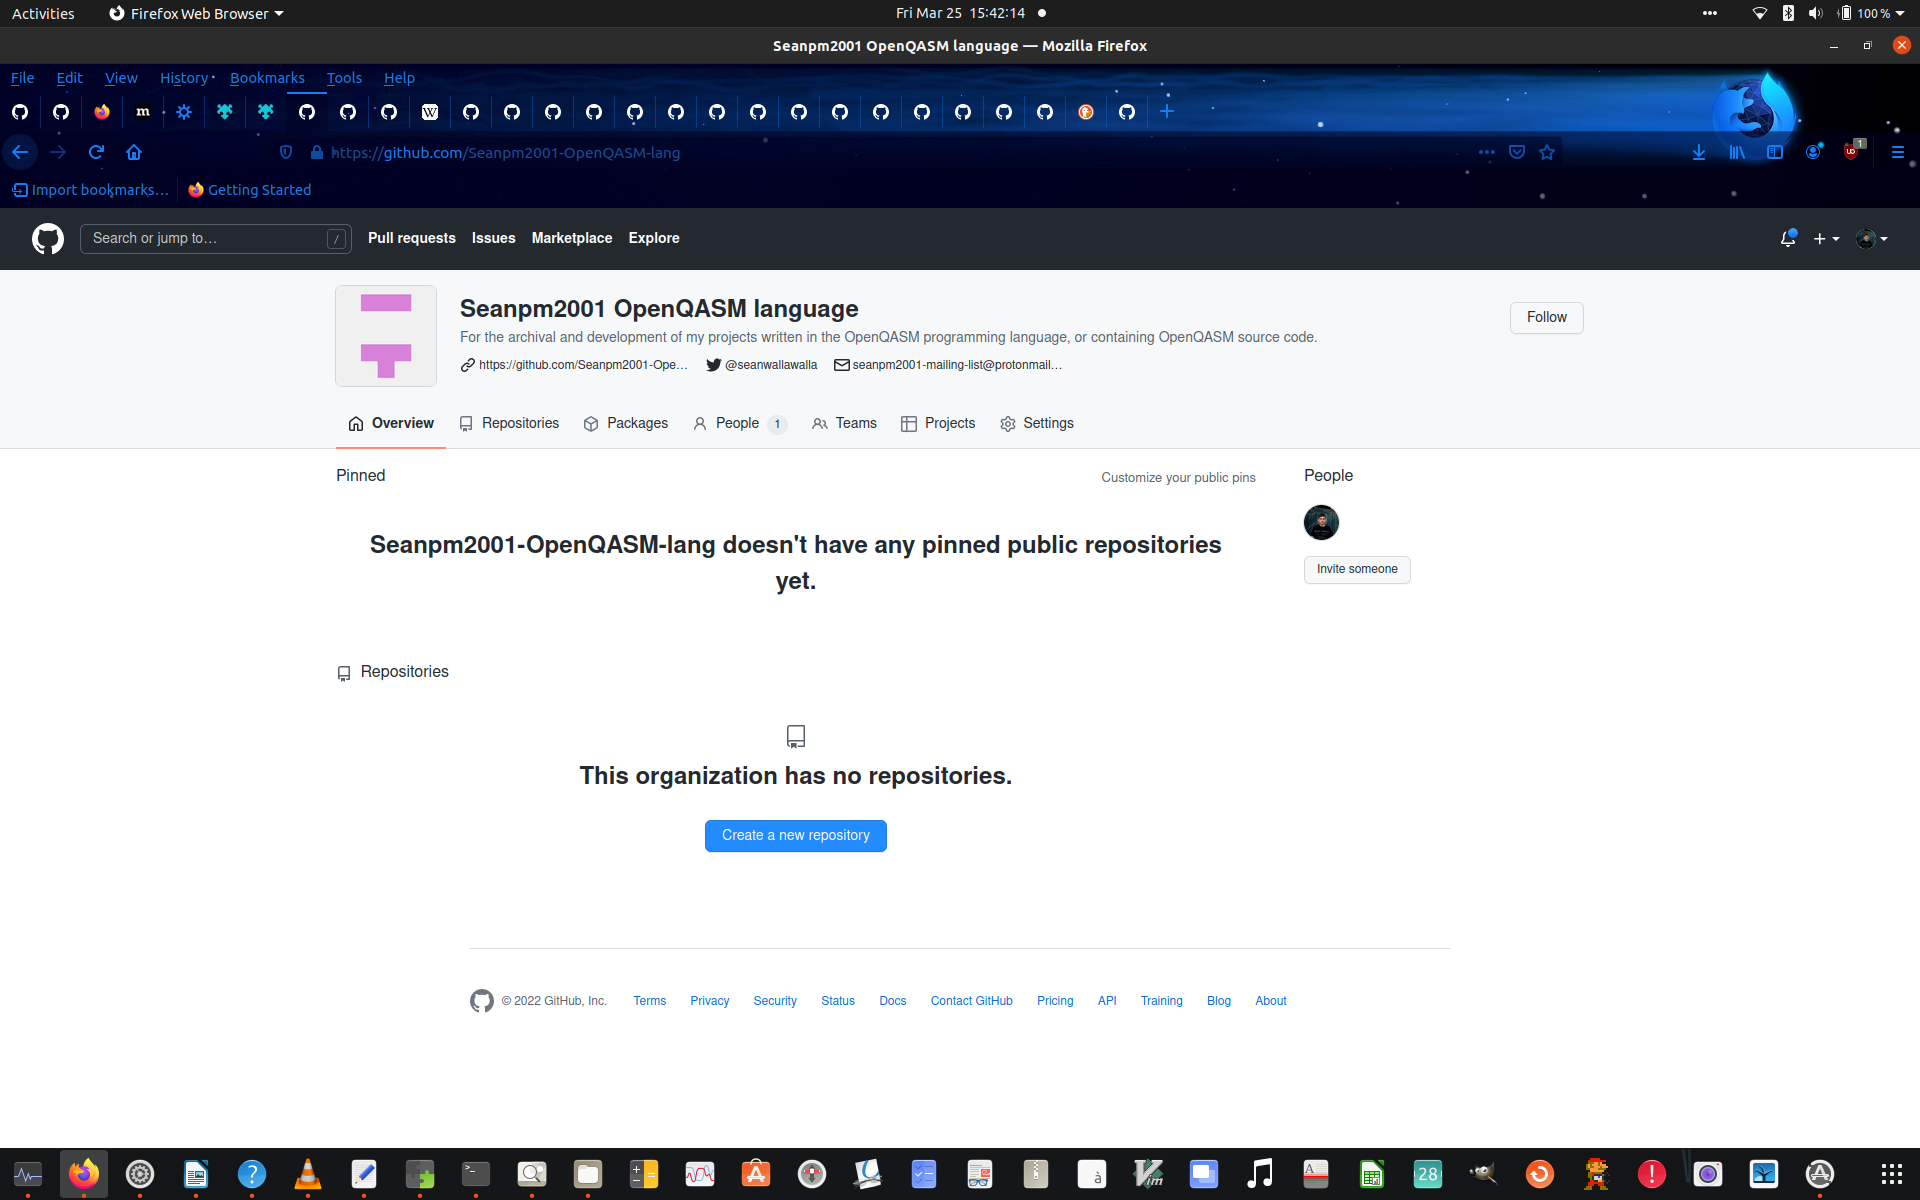 Activities
Firefox Web Browser
Fri Mar 25 15:42:14
100 %
Seanpm2001 OpenQASM language — Mozilla Firefox
File Edit View History Bookmarks Tools Help
m
W
https://github.com/Seanpm2001-OpenQASM-lang
1
Import bookmarks…
Getting Started
Search or jump to…
/
Pull requests
Issues
Marketplace
Explore
Seanpm2001 OpenQASM language
For the archival and development of my projects written in the OpenQASM programming language, or containing OpenQASM source code.
https://github.com/Seanpm2001-Ope…
@seanwallawalla
seanpm2001-mailing-list@protonmail…
Follow
Overview
Repositories
Packages
People 1
Teams
Projects
Settings
Pinned
Customize your public pins
People
Seanpm2001-OpenQASM-lang doesn't have any pinned public repositories
yet.
Invite someone
Repositories
This organization has no repositories.
Create a new repository
© 2022 GitHub, Inc.
Terms
Privacy
Security
Status
Docs
Contact GitHub
Pricing
API
Training
Blog
About
28